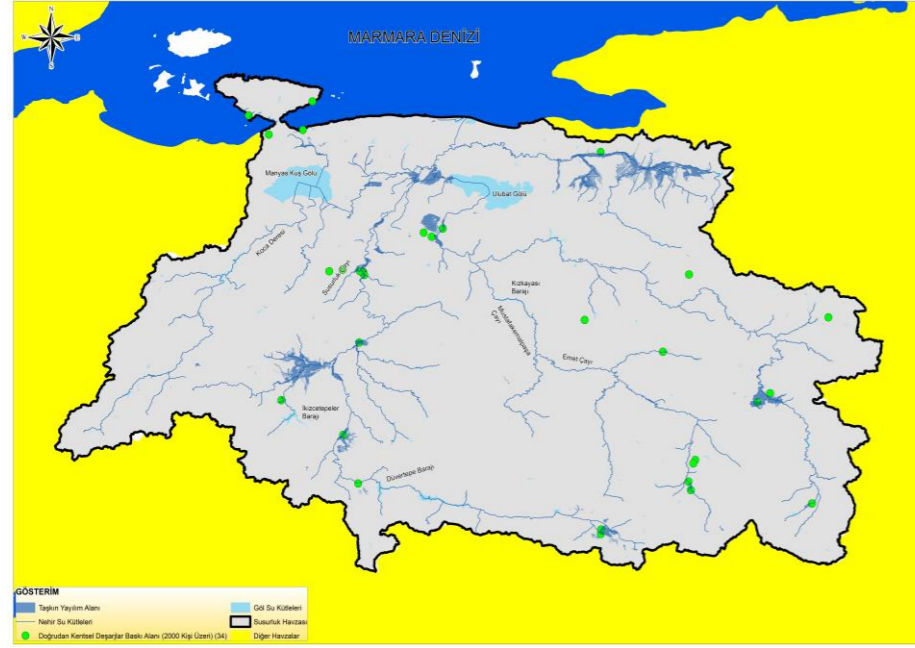 N
W
E
S
MARMARA DENİZİ
Manyas Kuş Gölü
Ulubat Gölü
Koca Deresi
Susurluk Çayı
Kızkayası
Barajı
Mustafakemalpaşa
Çayı
Emet Çayı
İkizcetepeler
Barajı
Düvertepe Barajı
GÖSTERİM
Taşkın Yayılım Alanı
Göl Su Kütleleri
Nehir Su Kütleleri
Susurluk Havzası
Doğrudan Kentsel Deşarjlar Baskı Alanı (2000 Kişi Üzeri) (34)
Diğer Havzalar